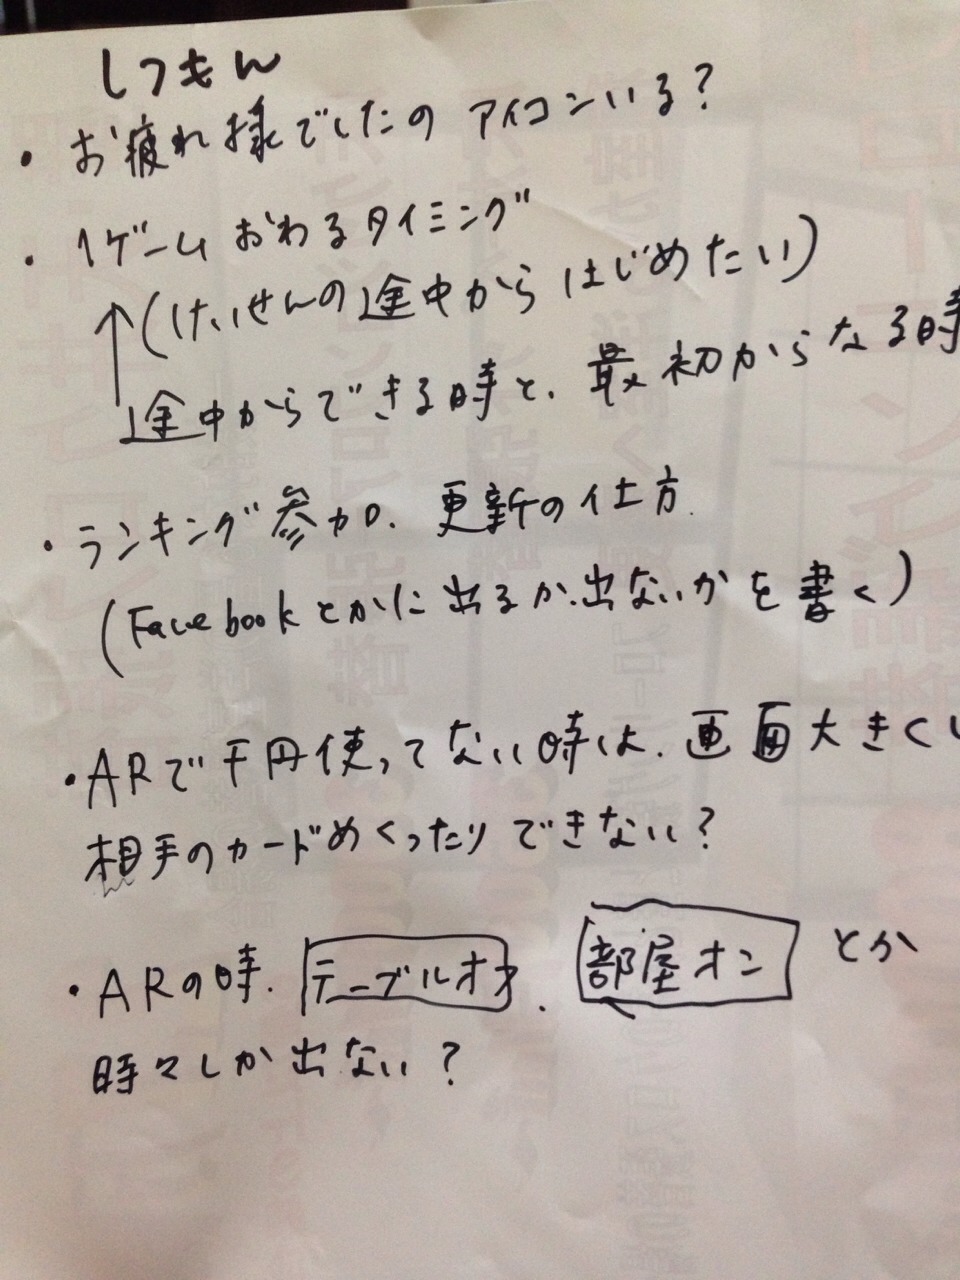 しつもん
・お疲れ様でしたの アイコンいる?
・1ゲーム おわるタイミング
↑(けいせんの途中から はじめたい)
途中からできる時と、最初からなる時
・ランキング参加、更新の仕方.
(Facebookとかに出るか出ないかを書く)
・ARで千円使ってない時は、画面大きくし
相手のカードめくったりできない?
・ARの時、テーブルオフ、部屋オン とか
時々しか出ない?